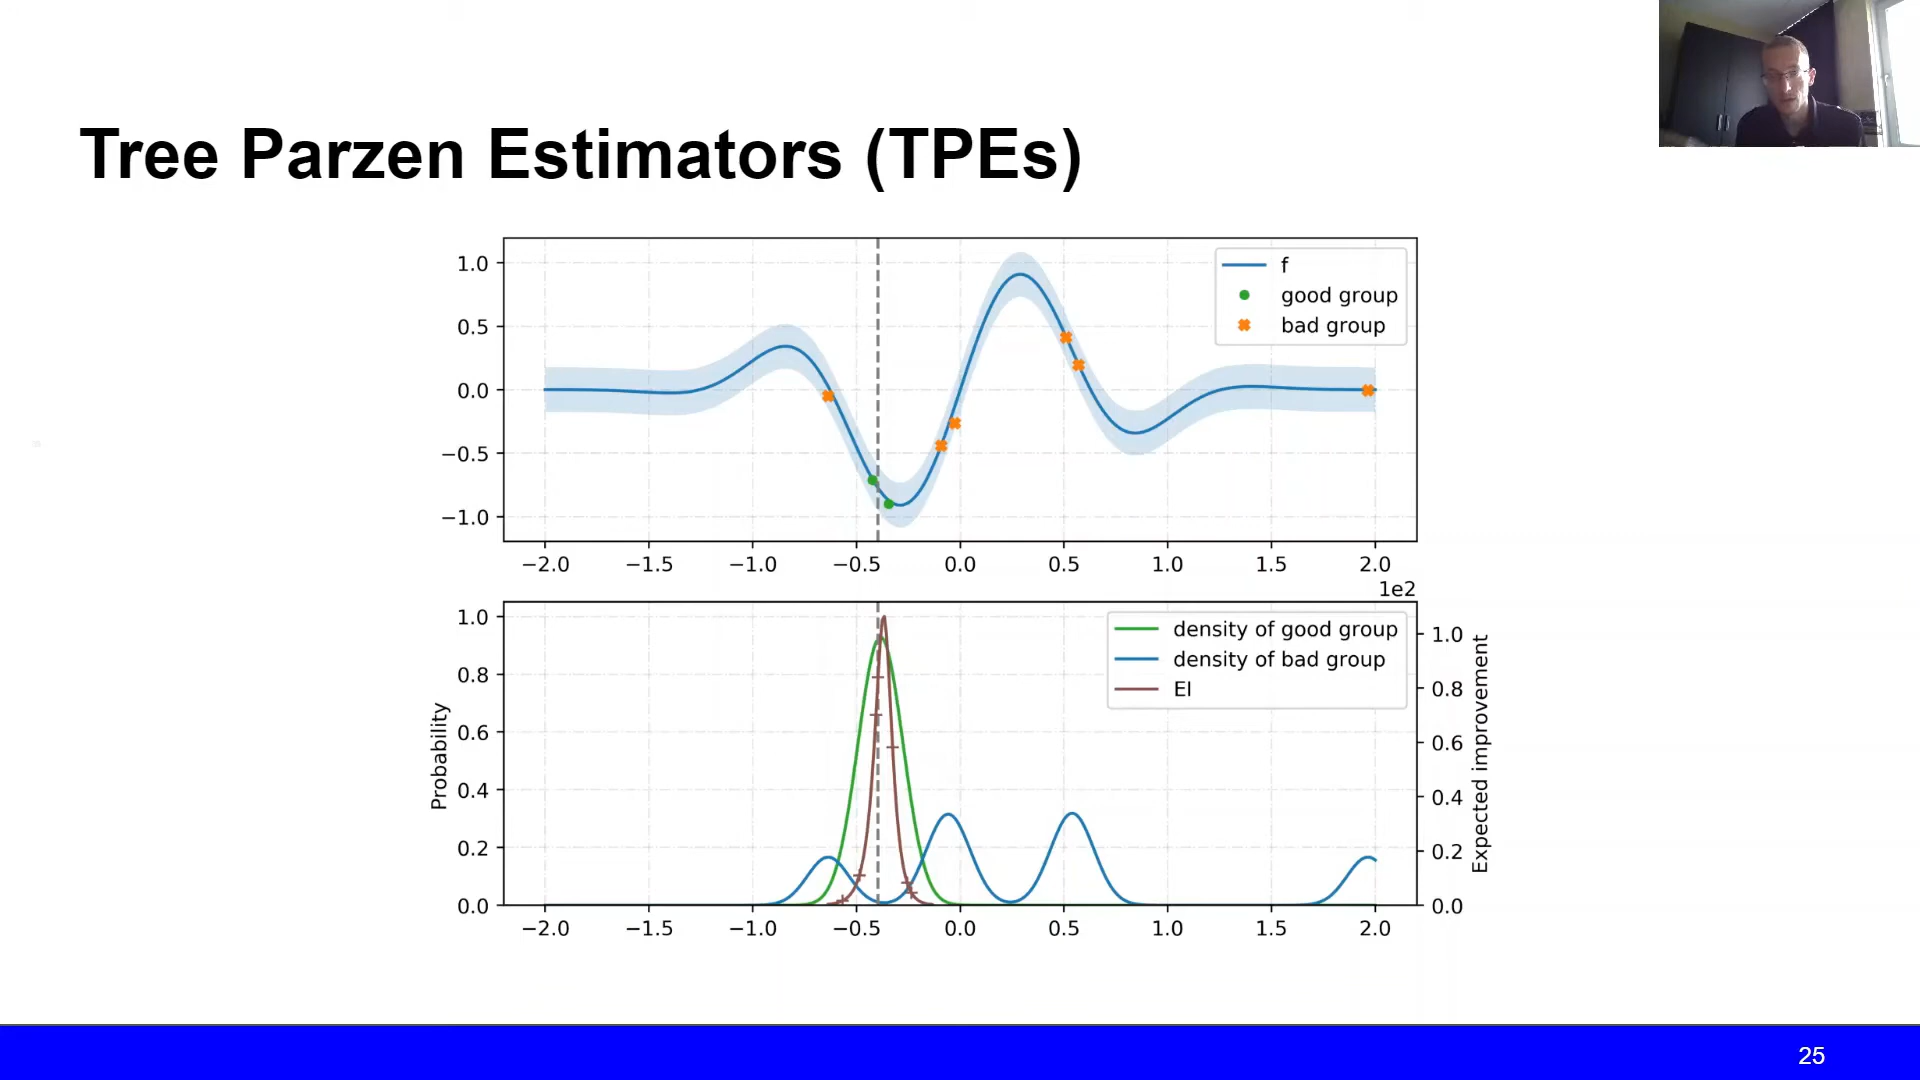 Tree Parzen Estimators (TPEs)
1.0
0.5
0.0
−0.5
−1.0
f
good group
bad group
−2.0 −1.5 −1.0 −0.5 0.0 0.5 1.0 1.5 2.0
1e2
Probability
1.0
0.8
0.6
0.4
0.2
0.0
density of good group
density of bad group
EI
1.0
0.8
0.6
0.4
0.2
0.0
Expected improvement
−2.0 −1.5 −1.0 −0.5 0.0 0.5 1.0 1.5 2.0
25